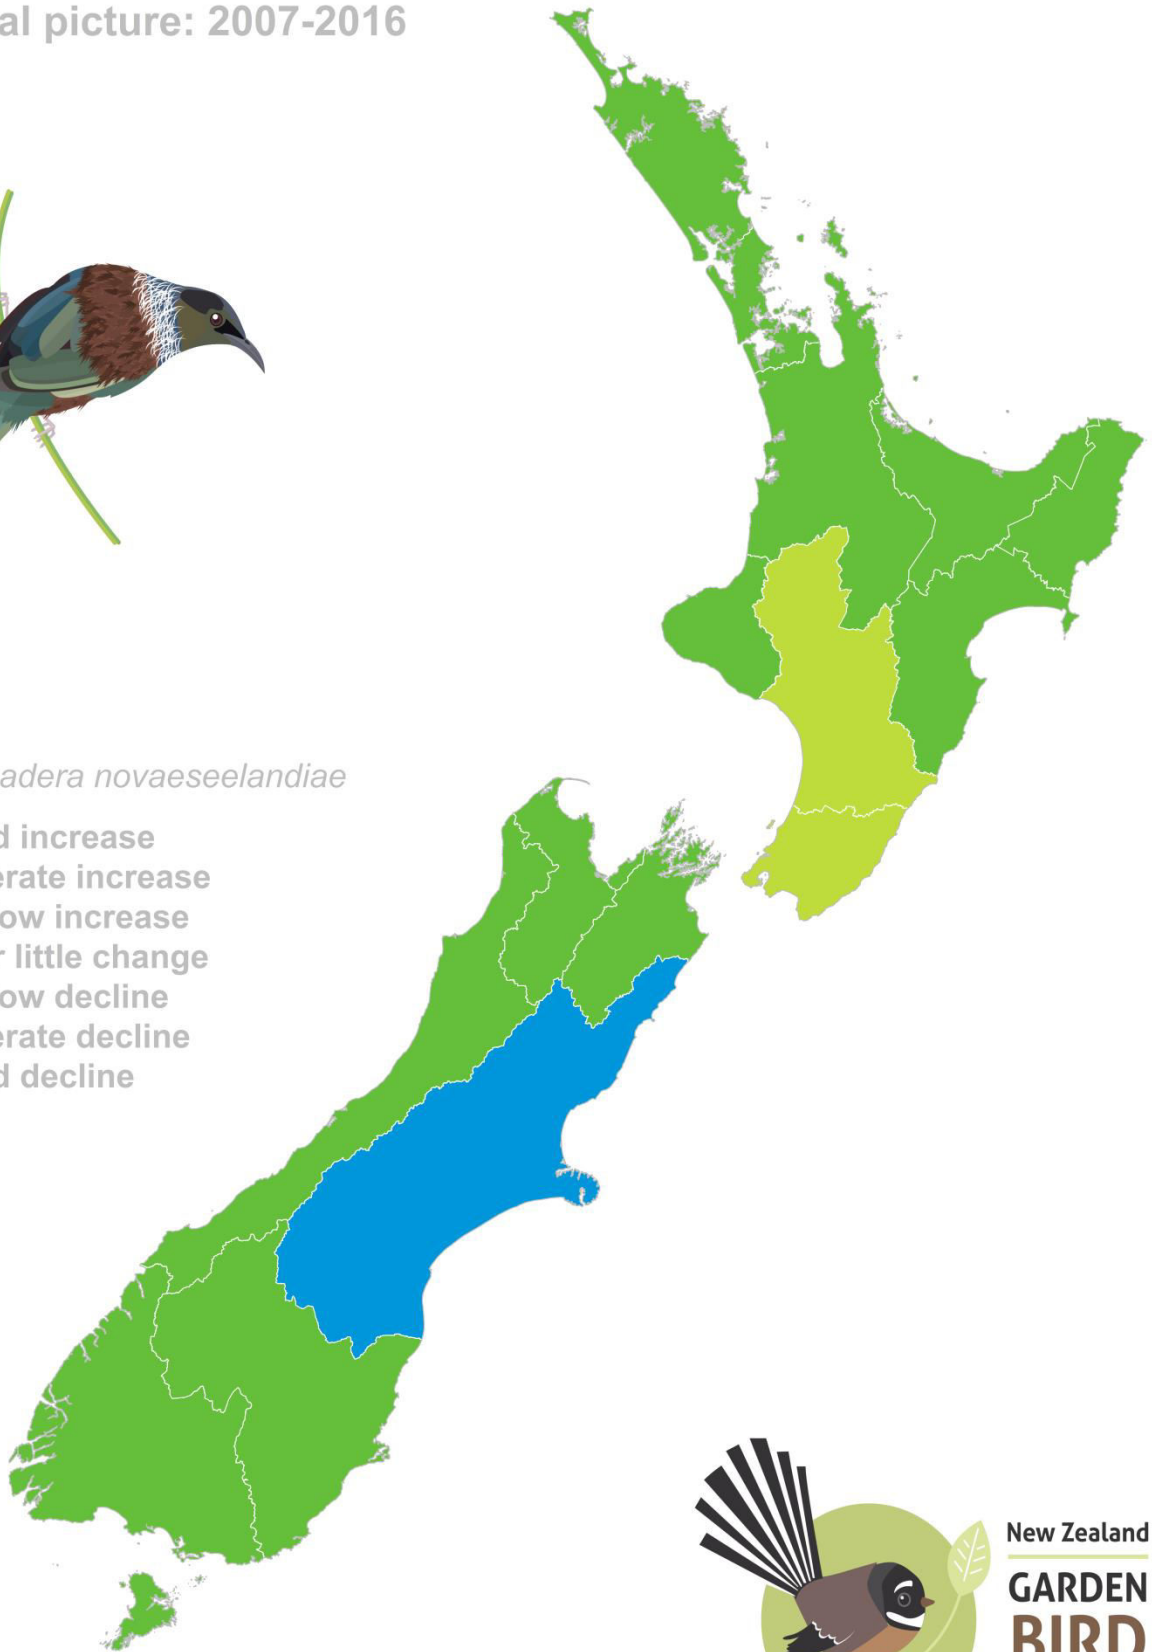 al picture: 2007-2016
adera novaeseelandiae
d increase
erate increase
ow increase
r little change
ow decline
erate decline
d decline
New Zealand
GARDEN
BIRD